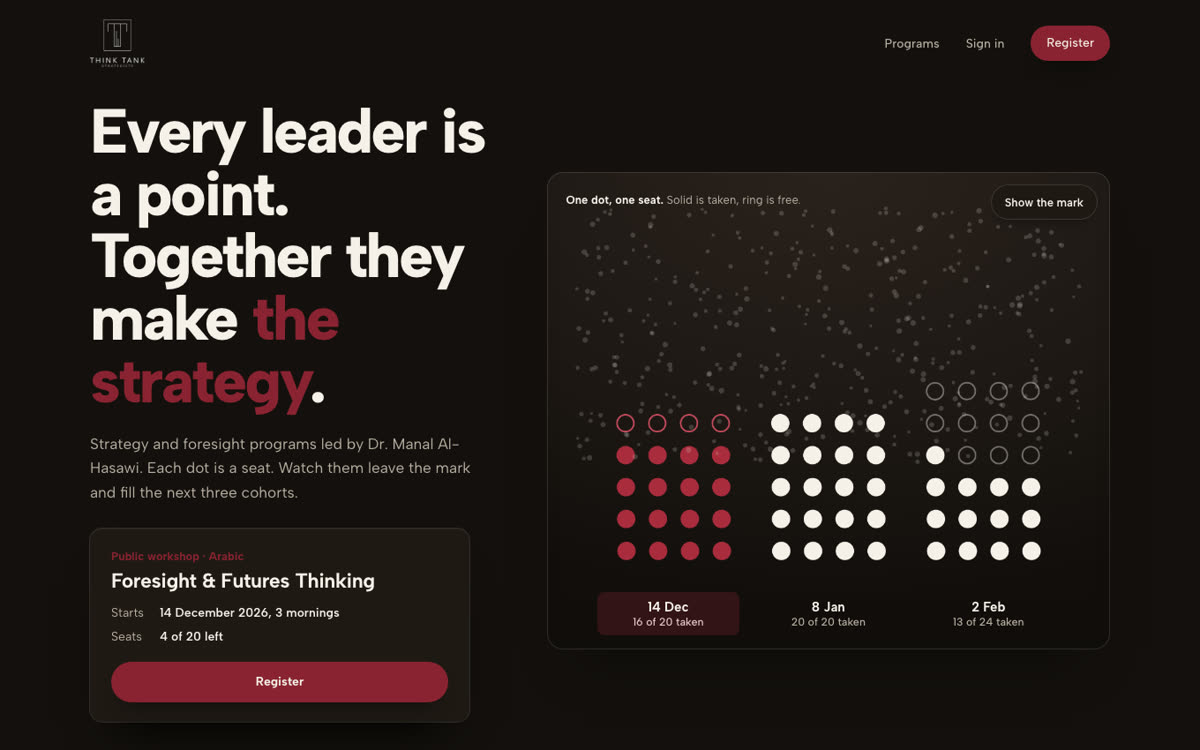 THINK TANK
STRATEGISTS
Programs
Sign in
Register
Every leader is
a point.
Together they
make the
strategy.
Strategy and foresight programs led by Dr. Manal Al-
Hasawi. Each dot is a seat. Watch them leave the mark
and fill the next three cohorts.
Public workshop · Arabic
Foresight & Futures Thinking
Starts 14 December 2026, 3 mornings
Seats 4 of 20 left
Register
One dot, one seat. Solid is taken, ring is free.
Show the mark
14 Dec
16 of 20 taken
8 Jan
20 of 20 taken
2 Feb
13 of 24 taken